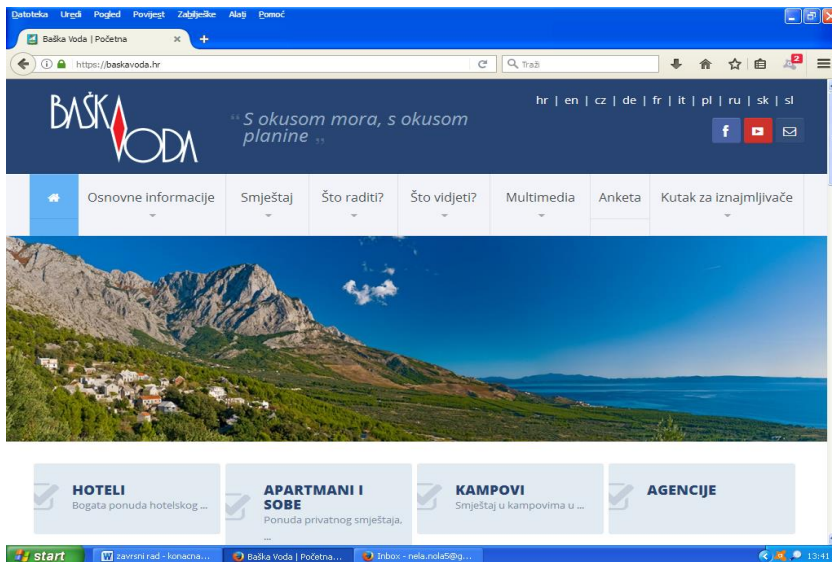 Datoteka Uredi Pogled Povijest Zabilješke Alati Pomoć
Baška Voda | Početna
https://baskavoda.hr
Traži
2
BAŠKA
VODA
“ S okusom mora, s okusom
planine „
hr | en | cz | de | fr | it | pl | ru | sk | sl
f
Osnovne informacije Smještaj Što raditi? Što vidjeti? Multimedia Anketa Kutak za iznajmljivače
HOTELI
Bogata ponuda hotelskog ...
APARTMANI I
SOBE
Ponuda privatnog smještaja,
...
KAMPOVI
Smještaj u kampovima u ...
AGENCIJE
start
zavrsni rad - konacna...
Baška Voda | Početna...
Inbox - nela.nola5@g...
13:41